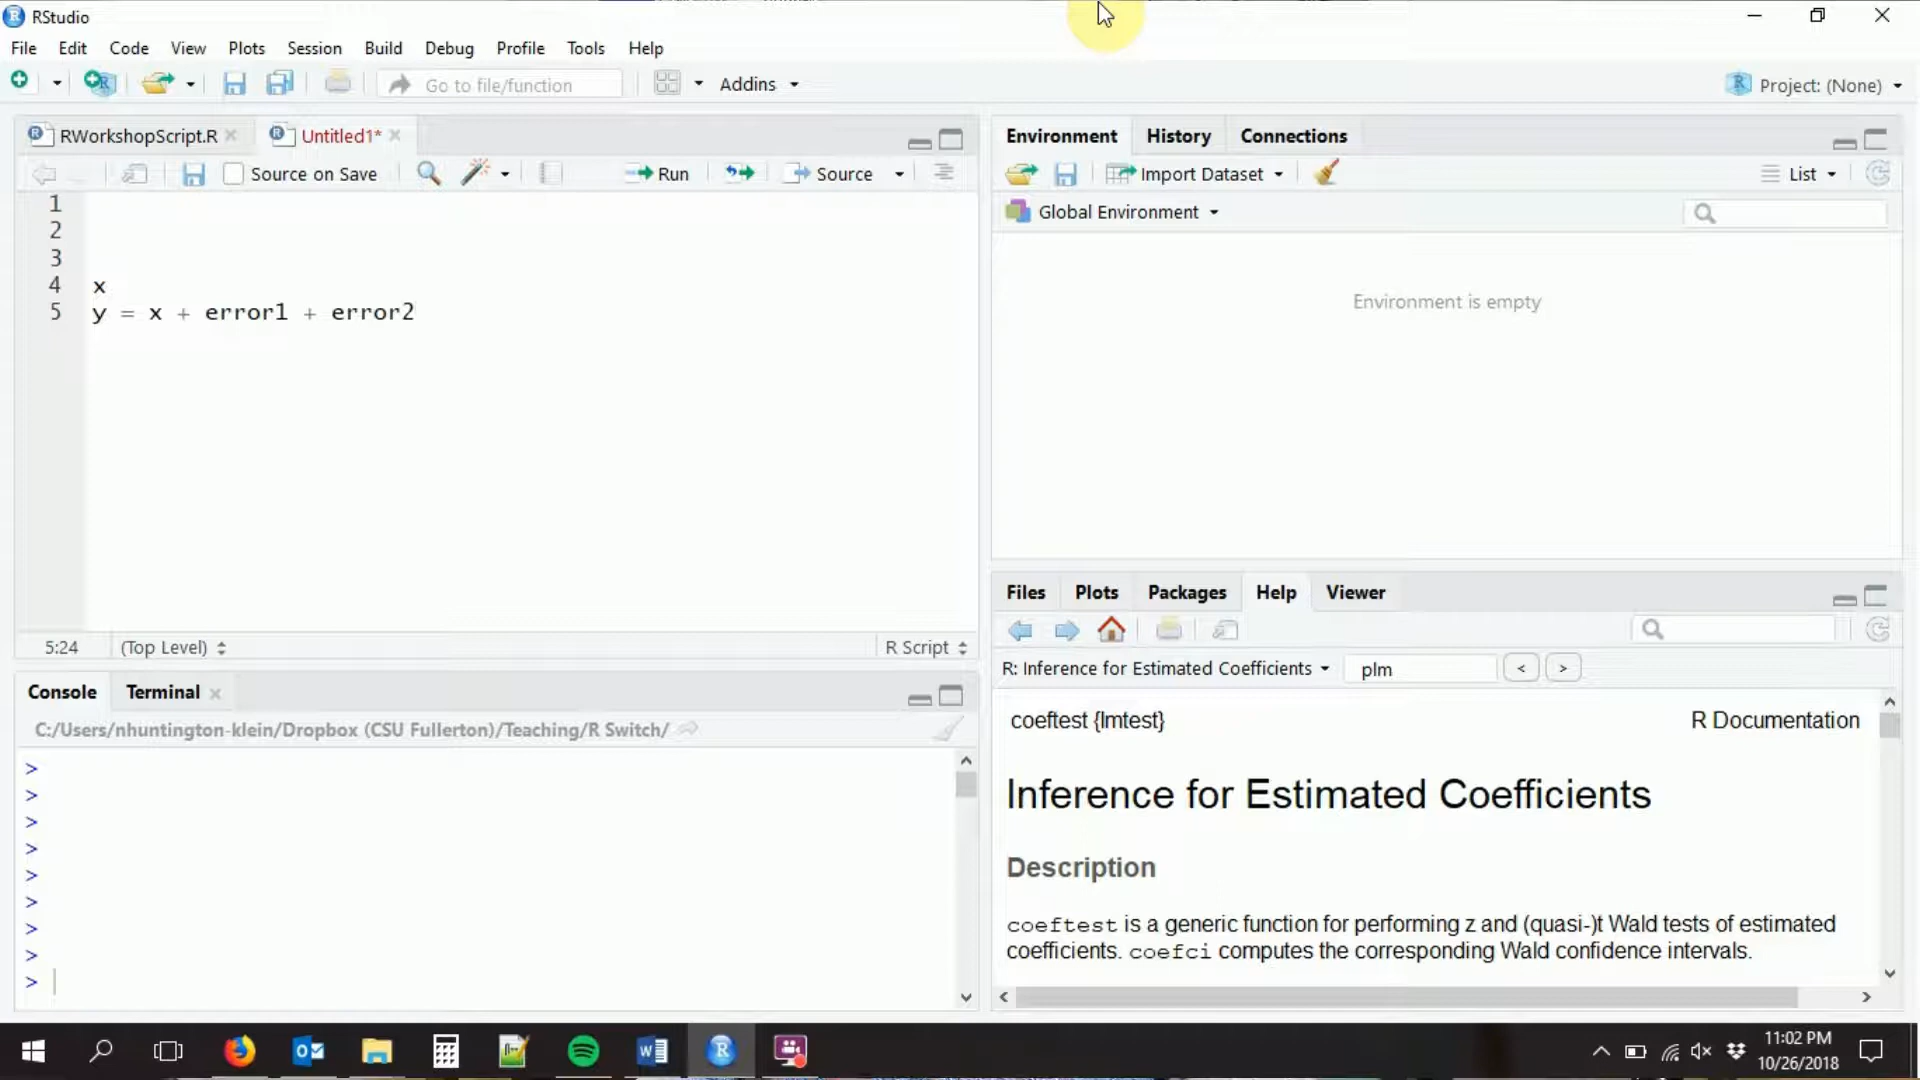 RStudio
File Edit Code View Plots Session Build Debug Profile Tools Help
Go to file/function Addins Project: (None)
RWorkshopScript.R Untitled1*
Source on Save Run Source
1
2
3
4 x
5 y = x + error1 + error2
5:24 (Top Level) R Script
Console Terminal
C:/Users/nhuntington-klein/Dropbox (CSU Fullerton)/Teaching/R Switch/
>
>
>
>
>
>
>
>
>
Environment History Connections
Import Dataset List
Global Environment
Environment is empty
Files Plots Packages Help Viewer
R: Inference for Estimated Coefficients plm < >
coeftest {lmtest} R Documentation
Inference for Estimated Coefficients
Description
coeftest is a generic function for performing z and (quasi-)t Wald tests of estimated
coefficients. coefci computes the corresponding Wald confidence intervals.
11:02 PM
10/26/2018